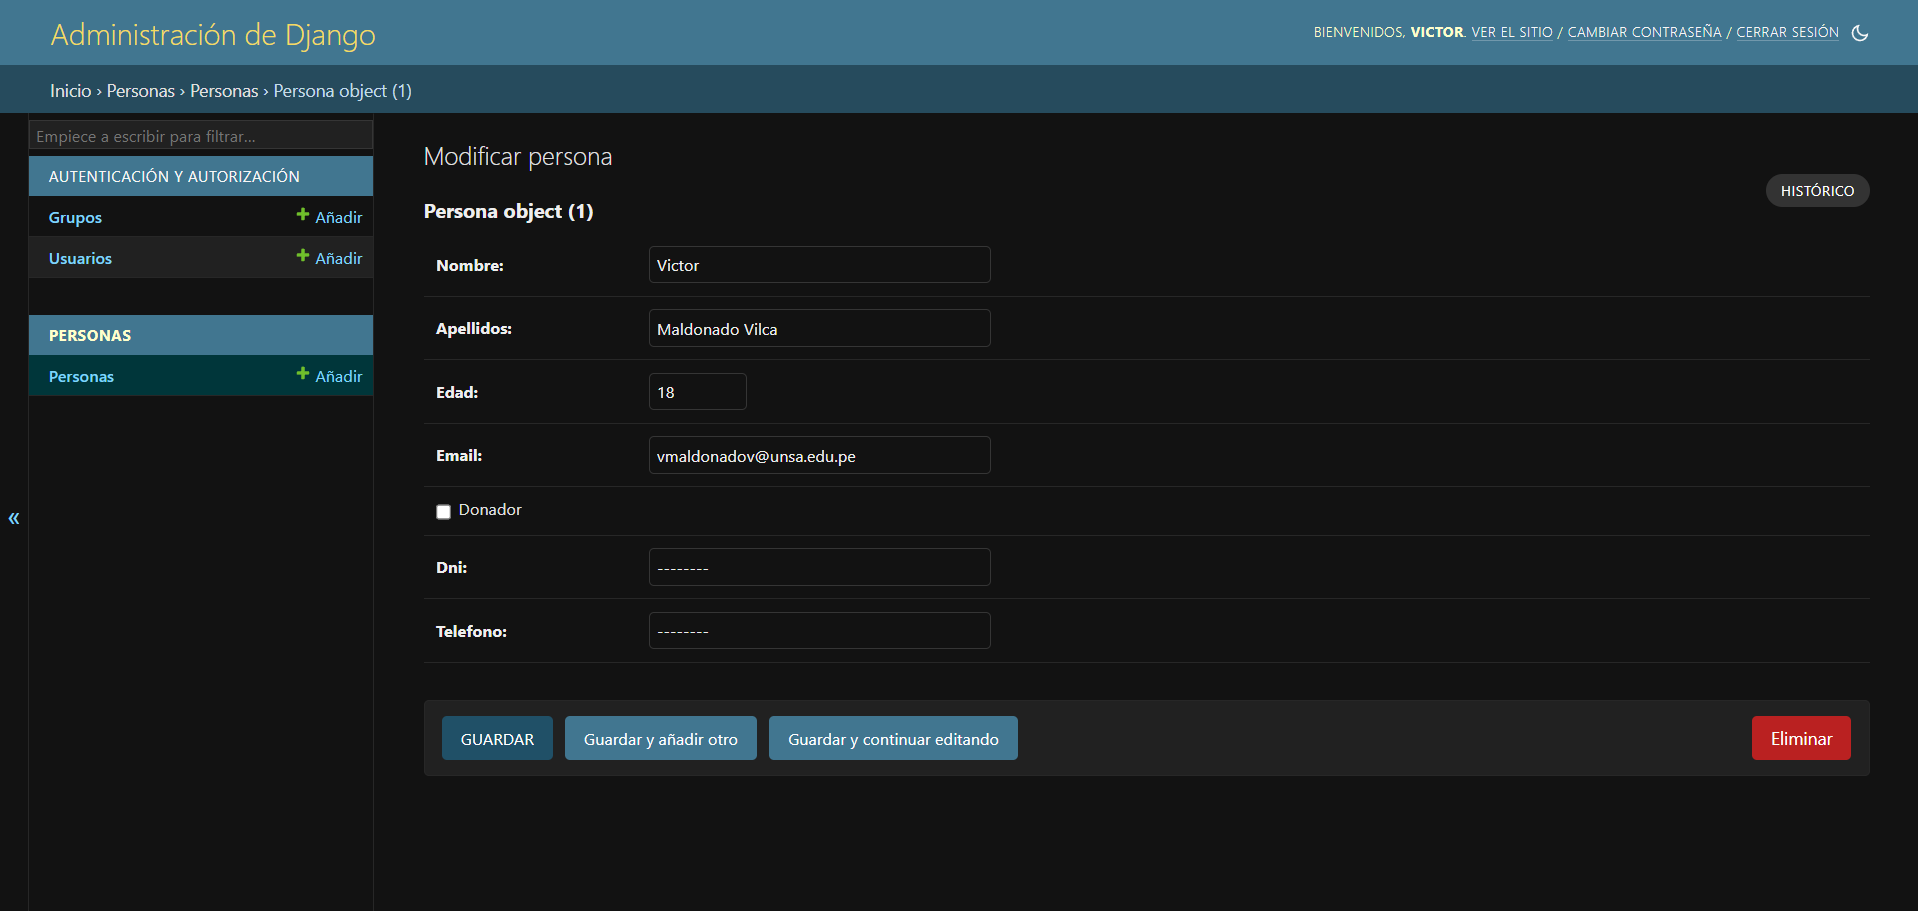 Administración de Django
BIENVENIDOS, VICTOR. VER EL SITIO / CAMBIAR CONTRASEÑA / CERRAR SESIÓN
Inicio › Personas › Personas › Persona object (1)
Empiece a escribir para filtrar...
AUTENTICACIÓN Y AUTORIZACIÓN
Grupos + Añadir
Usuarios + Añadir
PERSONAS
Personas + Añadir
«
Modificar persona
HISTÓRICO
Persona object (1)
Nombre: Victor
Apellidos: Maldonado Vilca
Edad: 18
Email: vmaldonadov@unsa.edu.pe
Donador
Dni: --------
Telefono: --------
GUARDAR Guardar y añadir otro Guardar y continuar editando Eliminar